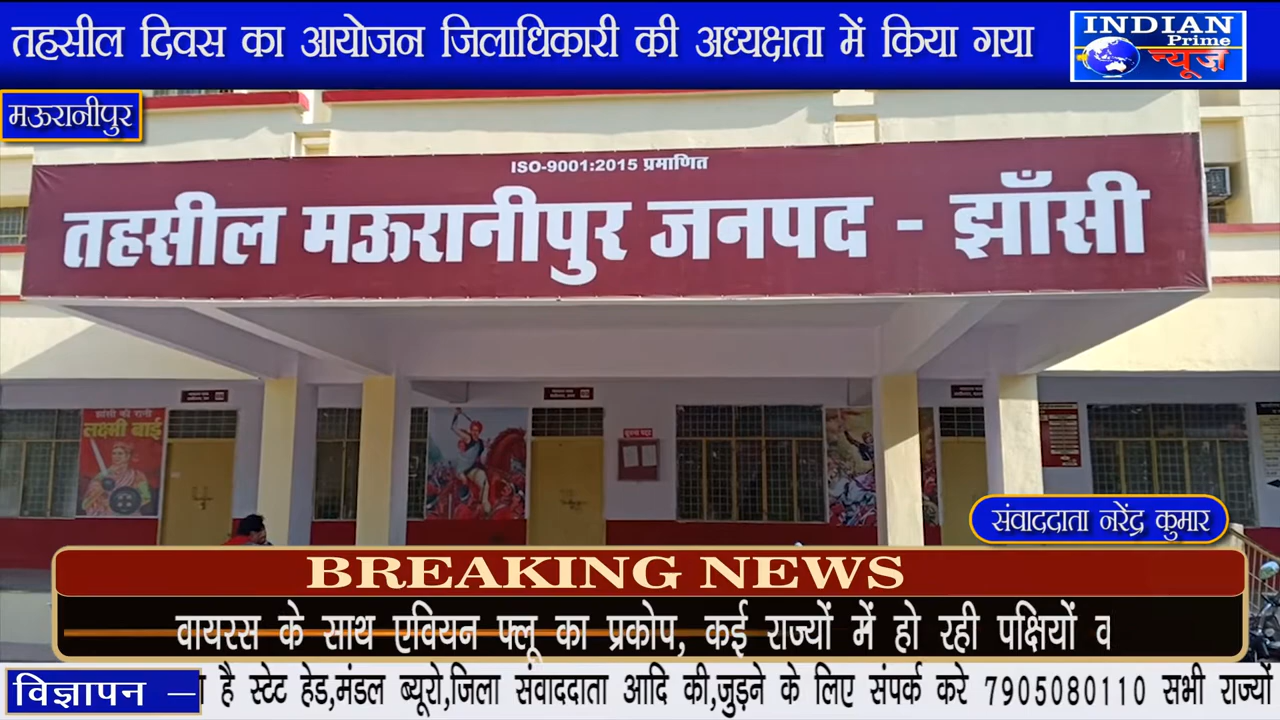 तहसील दिवस का आयोजन जिलाधिकारी की अध्यक्षता में किया गया
INDIAN
Prime
न्यूज़
मऊरानीपुर
ISO-9001:2015 प्रमाणित
तहसील मऊरानीपुर जनपद - झाँसी
झांसी की रानी
लक्ष्मी बाई
सूचना पट्ट
संवाददाता नरेंद्र कुमार
BREAKING NEWS
वायरस के साथ एवियन फ्लू का प्रकोप, कई राज्यों में हो रही पक्षियों व
विज्ञापन –
है स्टेट हेड,मंडल ब्यूरो,जिला संवाददाता आदि की,जुड़ने के लिए संपर्क करे 7905080110 सभी राज्यों